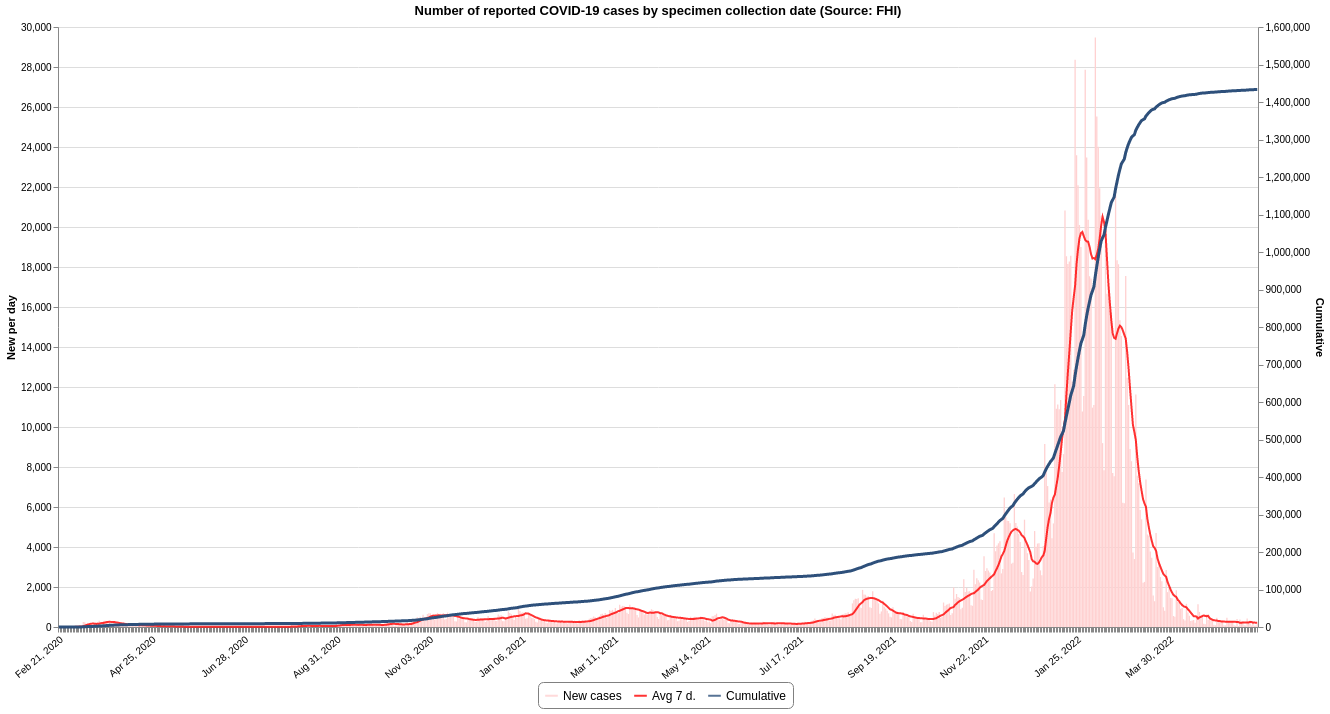 Number of reported COVID-19 cases by specimen collection date (Source: FHI)
30,000
28,000
26,000
24,000
22,000
20,000
18,000
16,000
14,000
12,000
10,000
8,000
6,000
4,000
2,000
0
New per day
1,600,000
1,500,000
1,400,000
1,300,000
1,200,000
1,100,000
1,000,000
900,000
800,000
700,000
600,000
500,000
400,000
300,000
200,000
100,000
0
Cumulative
Feb 21, 2020
Apr 25, 2020
Jun 28, 2020
Aug 31, 2020
Nov 03, 2020
Jan 06, 2021
Mar 11, 2021
May 14, 2021
Jul 17, 2021
Sep 19, 2021
Nov 22, 2021
Jan 25, 2022
Mar 30, 2022
New cases Avg 7 d. Cumulative